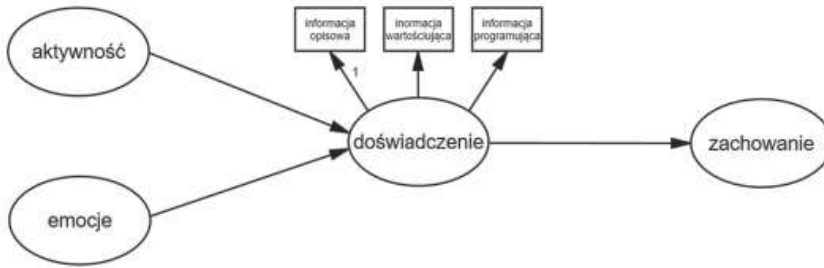 informacja
opisowa
inormacja
wartościująca
informacja
programująca
aktywność
1
doświadczenie
zachowanie
emocje